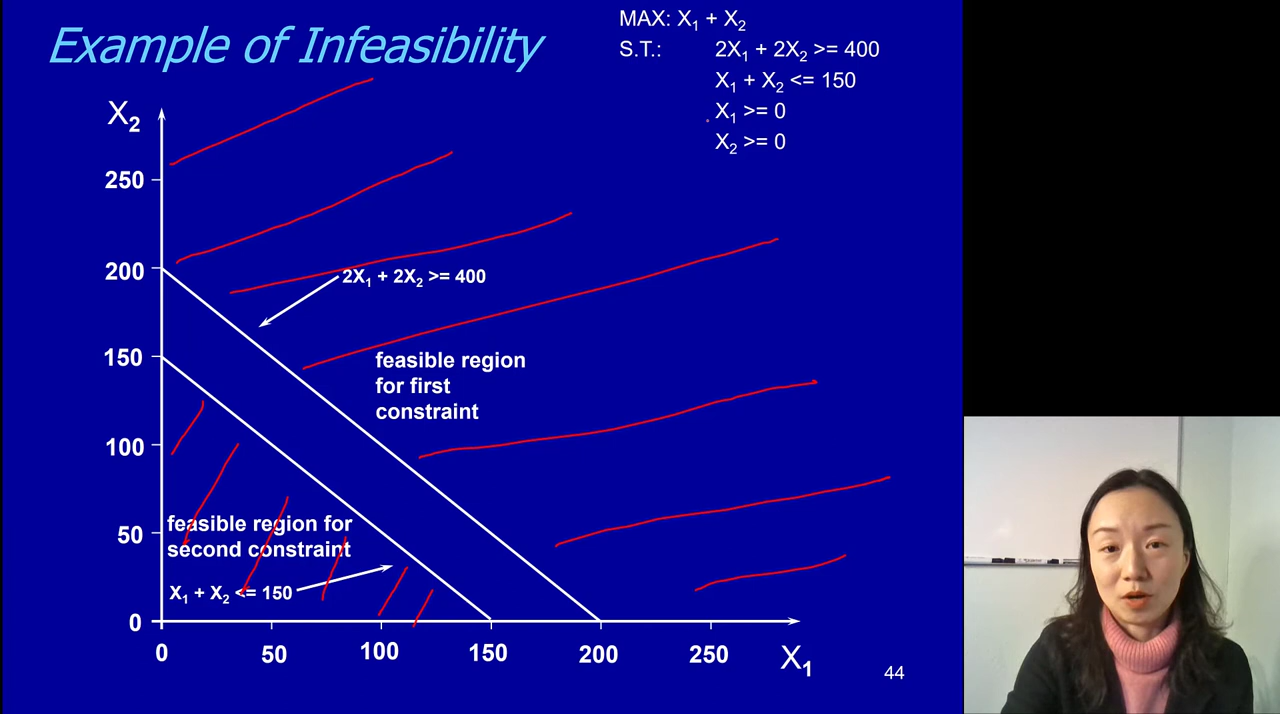 Example of Infeasibility
MAX: X₁ + X₂
S.T.: 2X₁ + 2X₂ >= 400
X₁ + X₂ <= 150
X₁ >= 0
X₂ >= 0
X₂
250
200
2X₁ + 2X₂ >= 400
150
feasible region
for first
constraint
100
feasible region for
second constraint
50
X₁ + X₂ <= 150
0
0 50 100 150 200 250 X₁
44